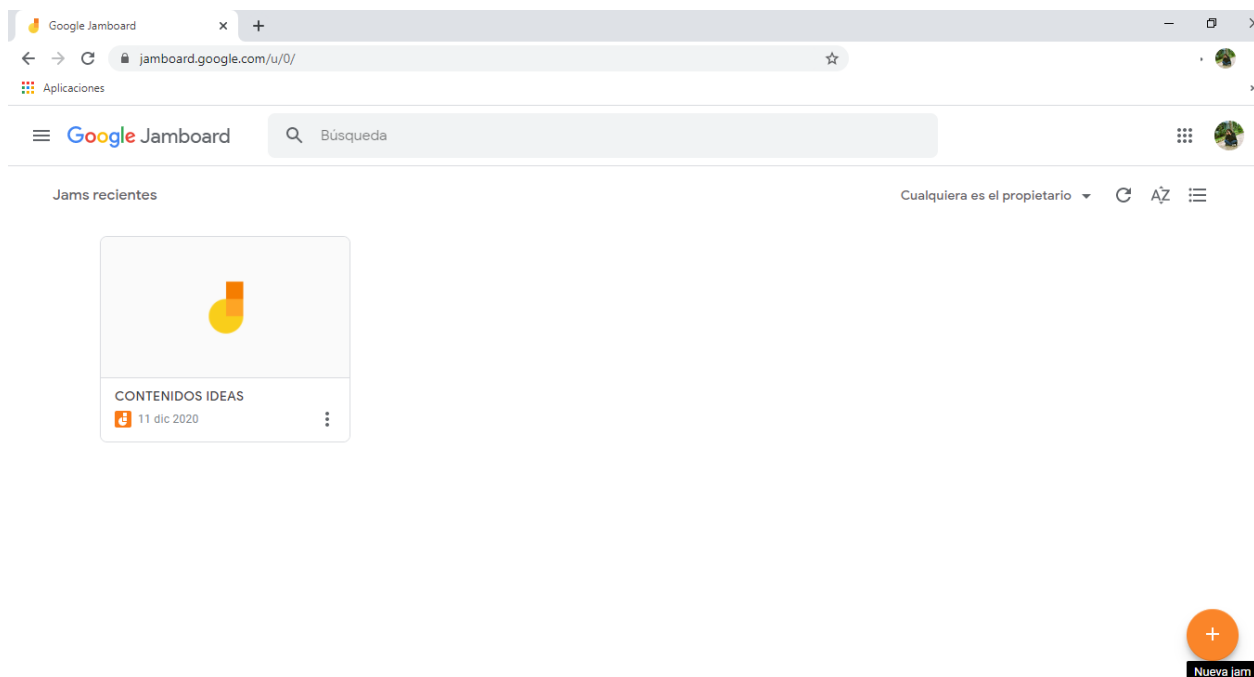 Google Jamboard
jamboard.google.com/u/0/
Aplicaciones
Google Jamboard
Búsqueda
Jams recientes
Cualquiera es el propietario
AZ
CONTENIDOS IDEAS
11 dic 2020
Nueva jam